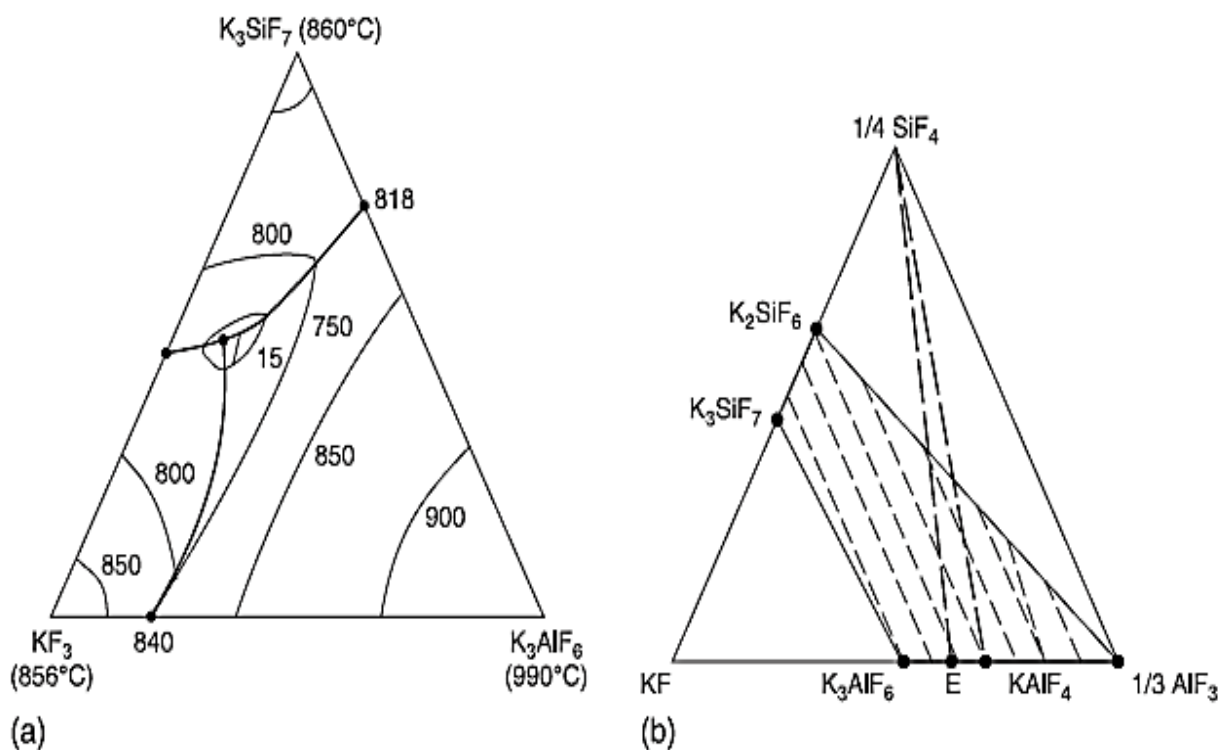 K₃SiF₇ (860°C)
818
800
750
15
800
850
850
900
KF₃
(856°C)
840
K₃AlF₆
(990°C)
(a)
1/4 SiF₄
K₂SiF₆
K₃SiF₇
KF
K₃AlF₆
E
KAlF₄
1/3 AlF₃
(b)